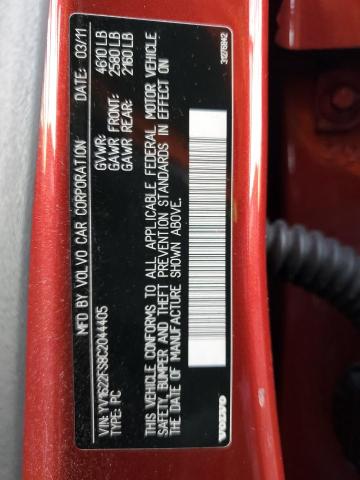 MFD BY VOLVO CAR CORPORATION DATE: 03/11
GVWR: 4610 LB
GAWR FRONT: 2580 LB
GAWR REAR: 2160 LB
VIN: YV1622FS8C2044405
TYPE: PC
THIS VEHICLE CONFORMS TO ALL APPLICABLE FEDERAL MOTOR VEHICLE
SAFETY, BUMPER AND THEFT PREVENTION STANDARDS IN EFFECT ON
THE DATE OF MANUFACTURE SHOWN ABOVE.
VOLVO